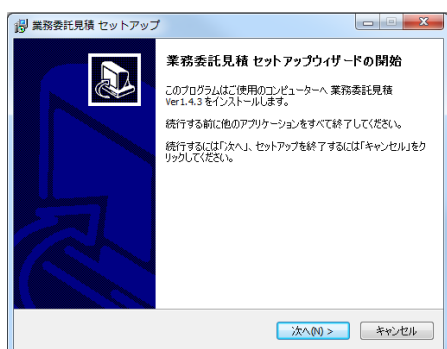 業務委託見積 セットアップ
業務委託見積 セットアップウィザードの開始
このプログラムはご使用のコンピューターへ 業務委託見積
Ver1.4.3 をインストールします。
続行する前に他のアプリケーションをすべて終了してください。
続行するには「次へ」、セットアップを終了するには「キャンセル」をク
リックしてください。
次へ(N) >
キャンセル